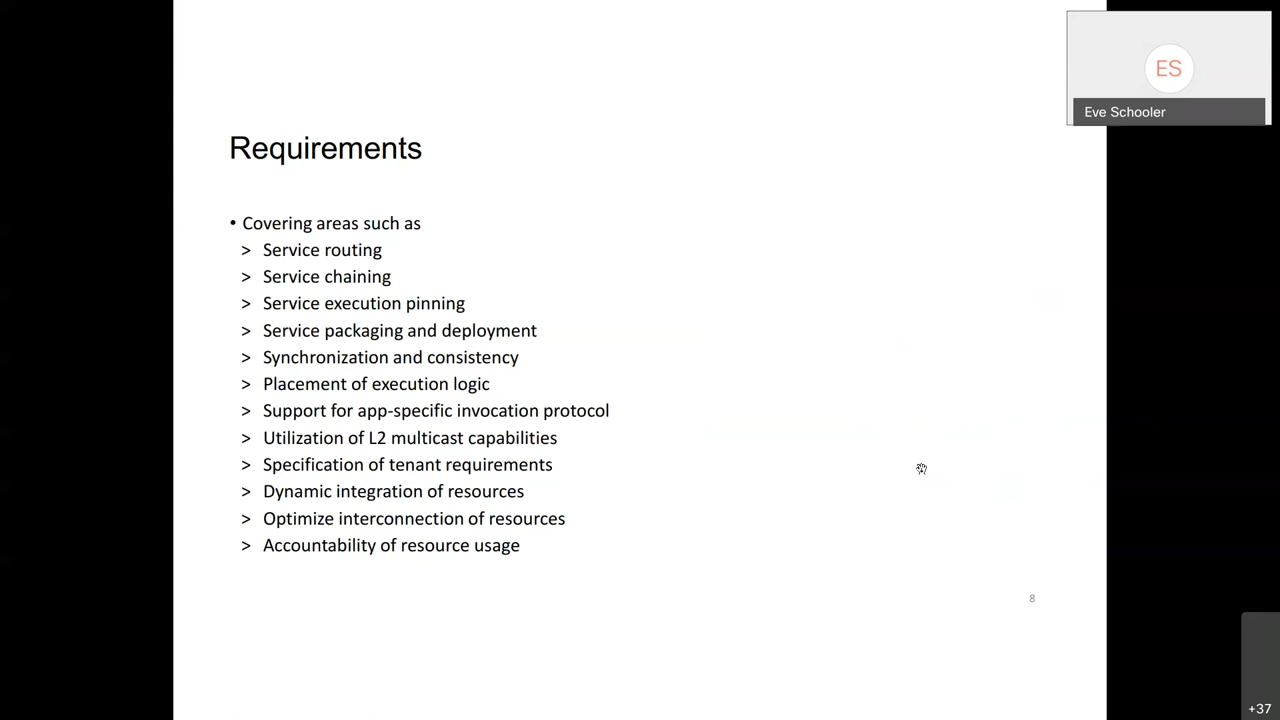 ES
Eve Schooler
Requirements
• Covering areas such as
> Service routing
> Service chaining
> Service execution pinning
> Service packaging and deployment
> Synchronization and consistency
> Placement of execution logic
> Support for app-specific invocation protocol
> Utilization of L2 multicast capabilities
> Specification of tenant requirements
> Dynamic integration of resources
> Optimize interconnection of resources
> Accountability of resource usage
8
+37